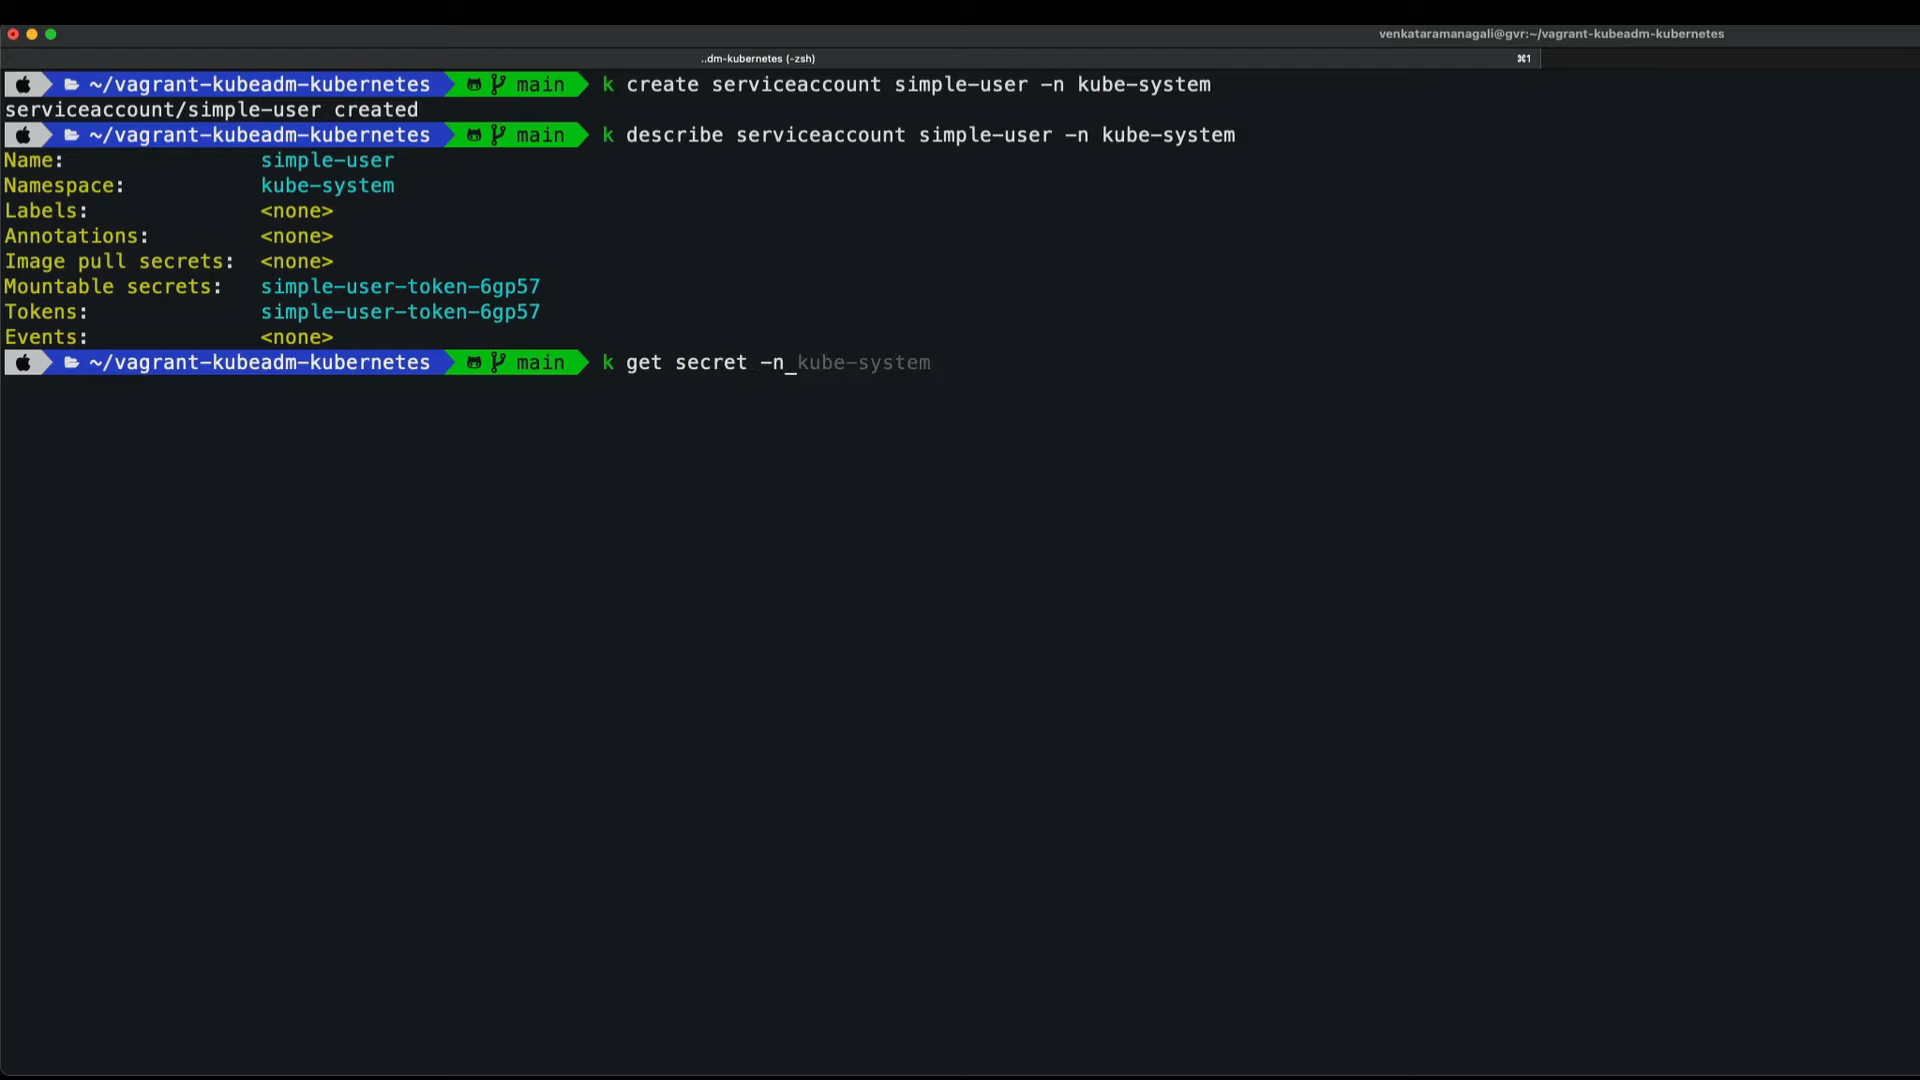 venkataramanagali@gvr:~/vagrant-kubeadm-kubernetes
..dm-kubernetes (-zsh) ⌘1
~/vagrant-kubeadm-kubernetes main k create serviceaccount simple-user -n kube-system
serviceaccount/simple-user created
~/vagrant-kubeadm-kubernetes main k describe serviceaccount simple-user -n kube-system
Name: simple-user
Namespace: kube-system
Labels: <none>
Annotations: <none>
Image pull secrets: <none>
Mountable secrets: simple-user-token-6gp57
Tokens: simple-user-token-6gp57
Events: <none>
~/vagrant-kubeadm-kubernetes main k get secret -n_kube-system